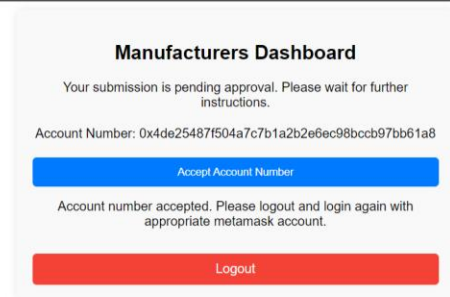 Manufacturers Dashboard
Your submission is pending approval. Please wait for further
instructions.
Account Number: 0x4de25487f504a7c7b1a2b2e6ec98bccb97bb61a8
Accept Account Number
Account number accepted. Please logout and login again with
appropriate metamask account.
Logout